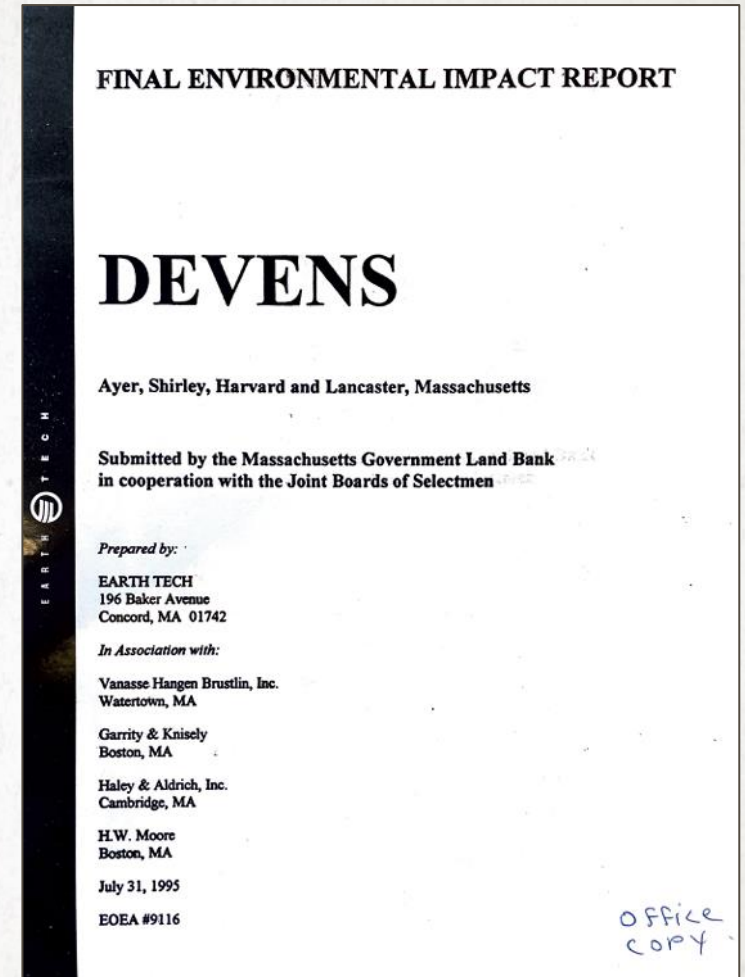 FINAL ENVIRONMENTAL IMPACT REPORT
DEVENS
Ayer, Shirley, Harvard and Lancaster, Massachusetts
Submitted by the Massachusetts Government Land Bank
in cooperation with the Joint Boards of Selectmen
Prepared by:
EARTH TECH
196 Baker Avenue
Concord, MA 01742
In Association with:
Vanasse Hangen Brustlin, Inc.
Watertown, MA
Garrity & Knisely
Boston, MA
Haley & Aldrich, Inc.
Cambridge, MA
H.W. Moore
Boston, MA
July 31, 1995
EOEA #9116
EARTH TECH
OFFice
COPY